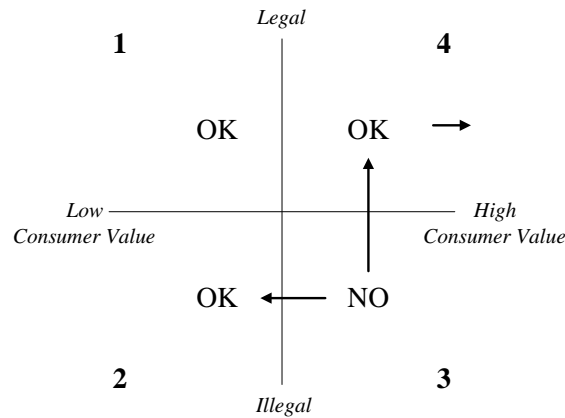 Legal
1
4
OK
OK
Low
Consumer Value
High
Consumer Value
OK
NO
2
3
Illegal